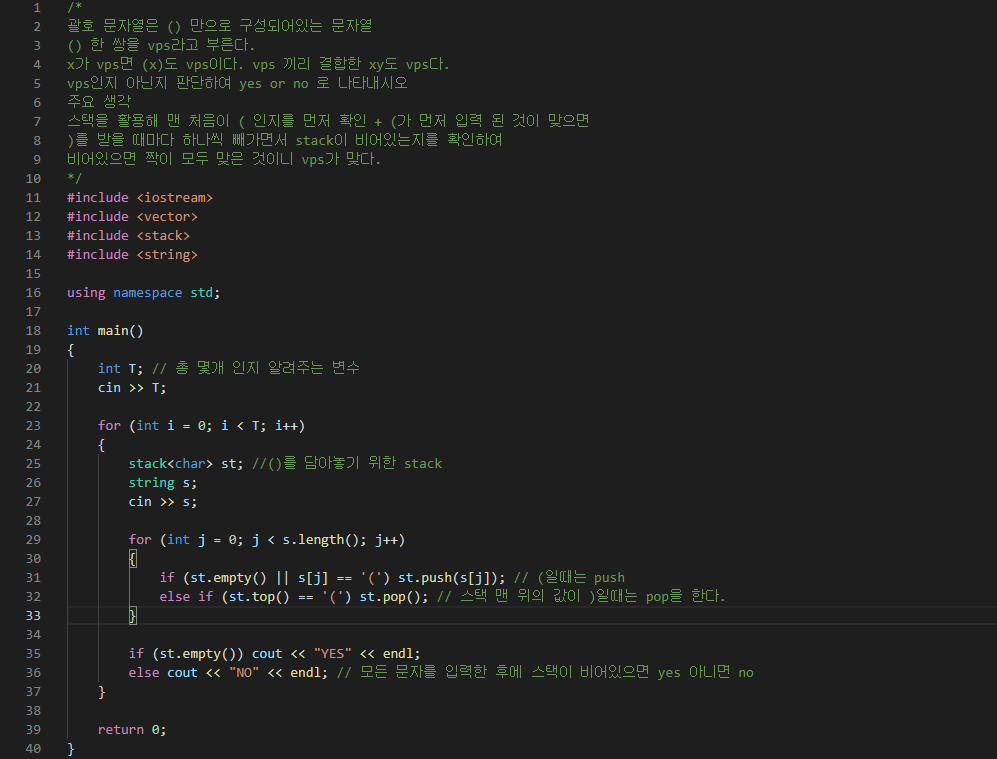 1 /*
2 괄호 문자열은 () 만으로 구성되어있는 문자열
3 () 한 쌍을 vps라고 부른다.
4 x가 vps면 (x)도 vps이다. vps 끼리 결합한 xy도 vps다.
5 vps인지 아닌지 판단하여 yes or no 로 나타내시오
6 주요 생각
7 스택을 활용해 맨 처음이 ( 인지를 먼저 확인 + (가 먼저 입력 된 것이 맞으면
8 )를 받을 때마다 하나씩 빼가면서 stack이 비어있는지를 확인하여
9 비어있으면 짝이 모두 맞은 것이니 vps가 맞다.
10 */
11 #include <iostream>
12 #include <vector>
13 #include <stack>
14 #include <string>
15
16 using namespace std;
17
18 int main()
19 {
20 int T; // 총 몇개 인지 알려주는 변수
21 cin >> T;
22
23 for (int i = 0; i < T; i++)
24 {
25 stack<char> st; //()를 담아놓기 위한 stack
26 string s;
27 cin >> s;
28
29 for (int j = 0; j < s.length(); j++)
30 {
31 if (st.empty() || s[j] == '(') st.push(s[j]); // (일때는 push
32 else if (st.top() == '(') st.pop(); // 스택 맨 위의 값이 )일때는 pop을 한다.
33 }
34
35 if (st.empty()) cout << "YES" << endl;
36 else cout << "NO" << endl; // 모든 문자를 입력한 후에 스택이 비어있으면 yes 아니면 no
37 }
38
39 return 0;
40 }